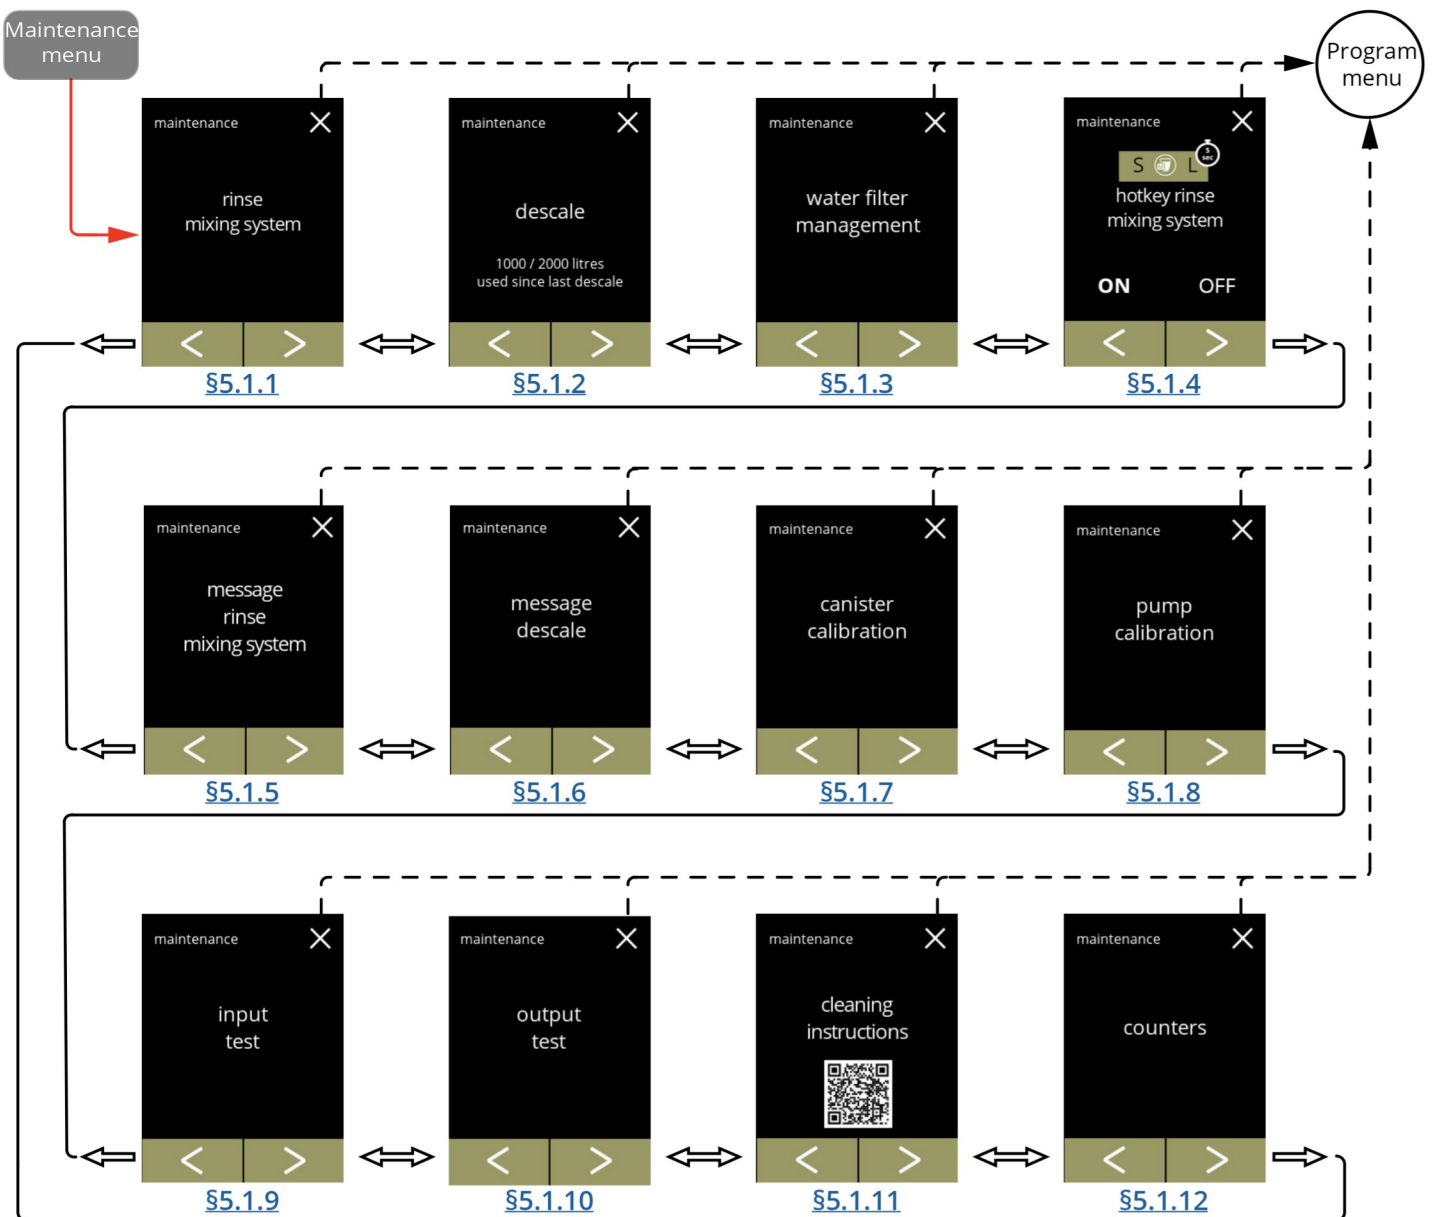 Maintenance
menu
Program
menu
maintenance
rinse
mixing system
§5.1.1
maintenance
descale
1000 / 2000 litres
used since last descale
§5.1.2
maintenance
water filter
management
§5.1.3
maintenance
S L
5
sec
hotkey rinse
mixing system
ON OFF
§5.1.4
maintenance
message
rinse
mixing system
§5.1.5
maintenance
message
descale
§5.1.6
maintenance
canister
calibration
§5.1.7
maintenance
pump
calibration
§5.1.8
maintenance
input
test
§5.1.9
maintenance
output
test
§5.1.10
maintenance
cleaning
instructions
§5.1.11
maintenance
counters
§5.1.12